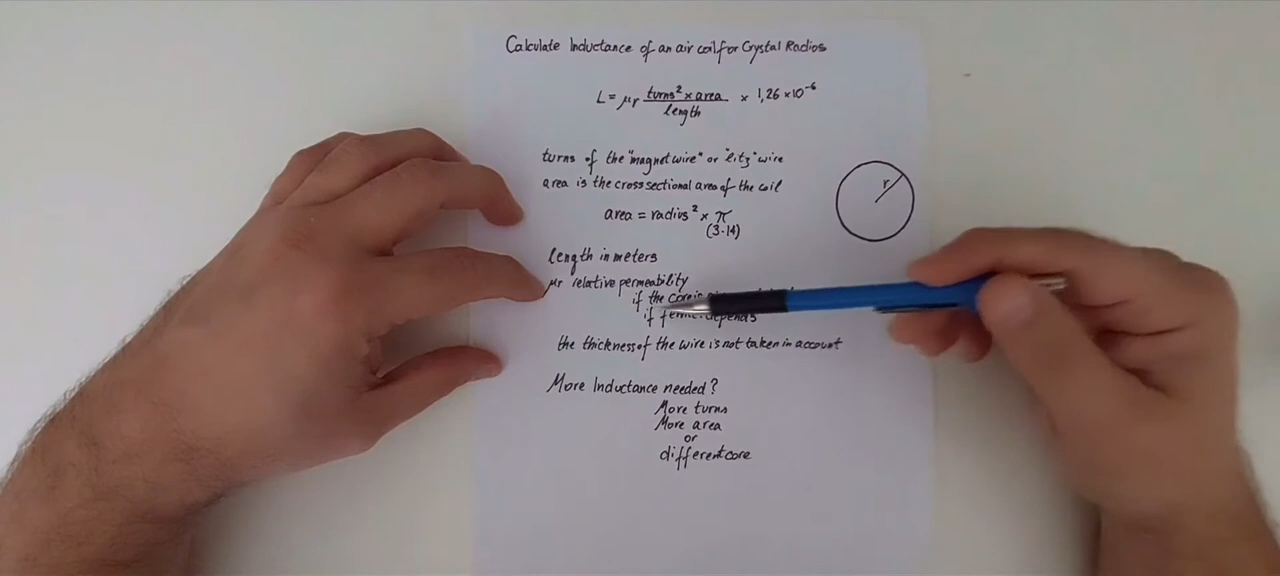 Calculate Inductance of an air coil for Crystal Radios
L = μr turns² × area / length × 1,26 × 10⁻⁶
turns of the "magnet wire" or "litz" wire
area is the cross sectional area of the coil
r
area = radius² × π
(3.14)
length in meters
μr relative permeability
if the core
if depends
the thickness of the wire is not taken in account
More Inductance needed?
More turns
More area
or
different core